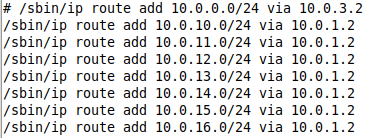 # /sbin/ip route add 10.0.0.0/24 via 10.0.3.2
/sbin/ip route add 10.0.10.0/24 via 10.0.1.2
/sbin/ip route add 10.0.11.0/24 via 10.0.1.2
/sbin/ip route add 10.0.12.0/24 via 10.0.1.2
/sbin/ip route add 10.0.13.0/24 via 10.0.1.2
/sbin/ip route add 10.0.14.0/24 via 10.0.1.2
/sbin/ip route add 10.0.15.0/24 via 10.0.1.2
/sbin/ip route add 10.0.16.0/24 via 10.0.1.2